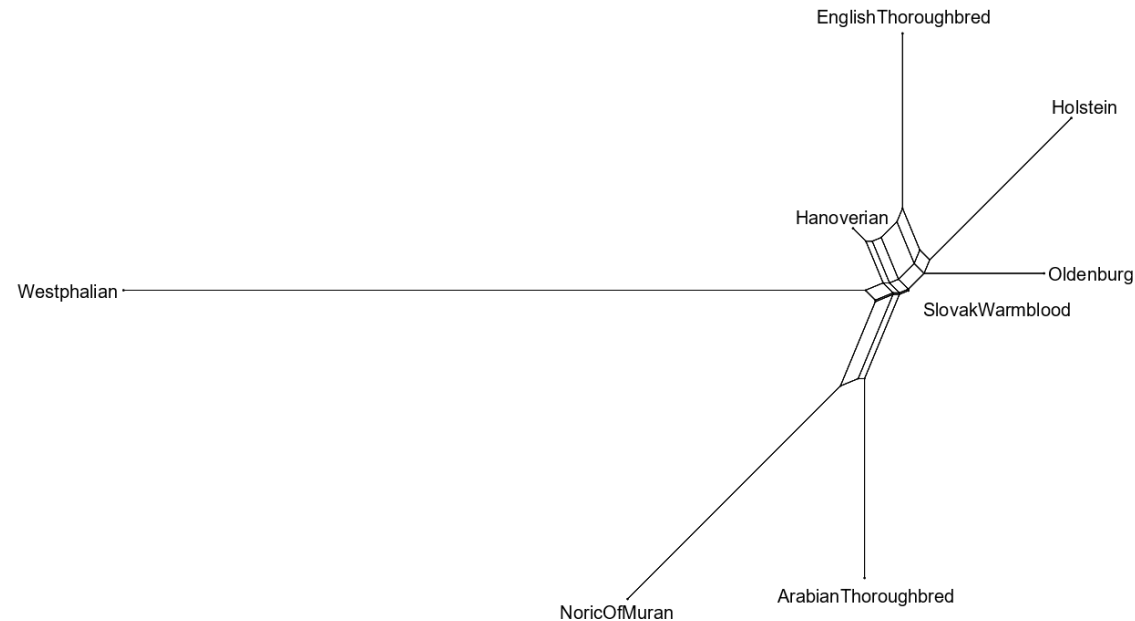 EnglishThoroughbred
Holstein
Hanoverian
Oldenburg
Westphalian
SlovakWarmblood
ArabianThoroughbred
NoricOfMuran